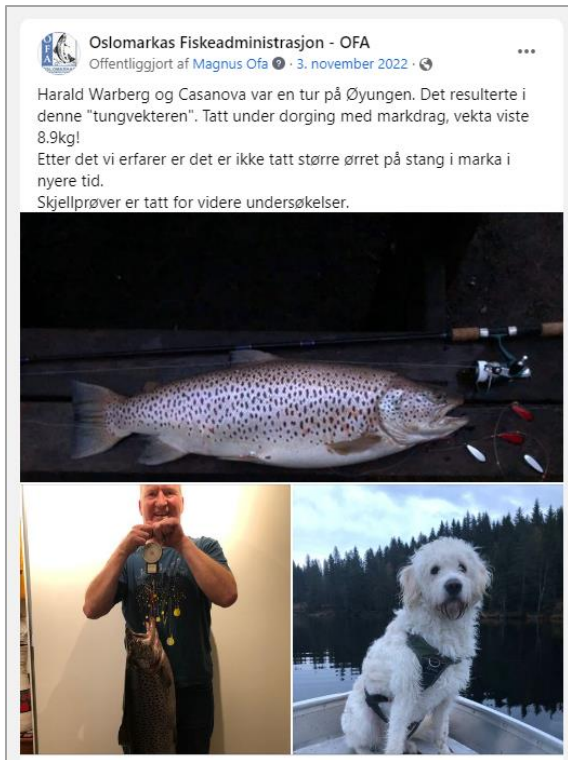 OFA
Oslomarkas Fiskeadministrasjon - OFA
Offentliggjort af Magnus Ofa · 3. november 2022 ·
Harald Warberg og Casanova var en tur på Øyungen. Det resulterte i
denne "tungvekteren". Tatt under dorging med markdrag, vekta viste
8.9kg!
Etter det vi erfarer er det er ikke tatt større ørret på stang i marka i
nyere tid.
Skjellprøver er tatt for videre undersøkelser.